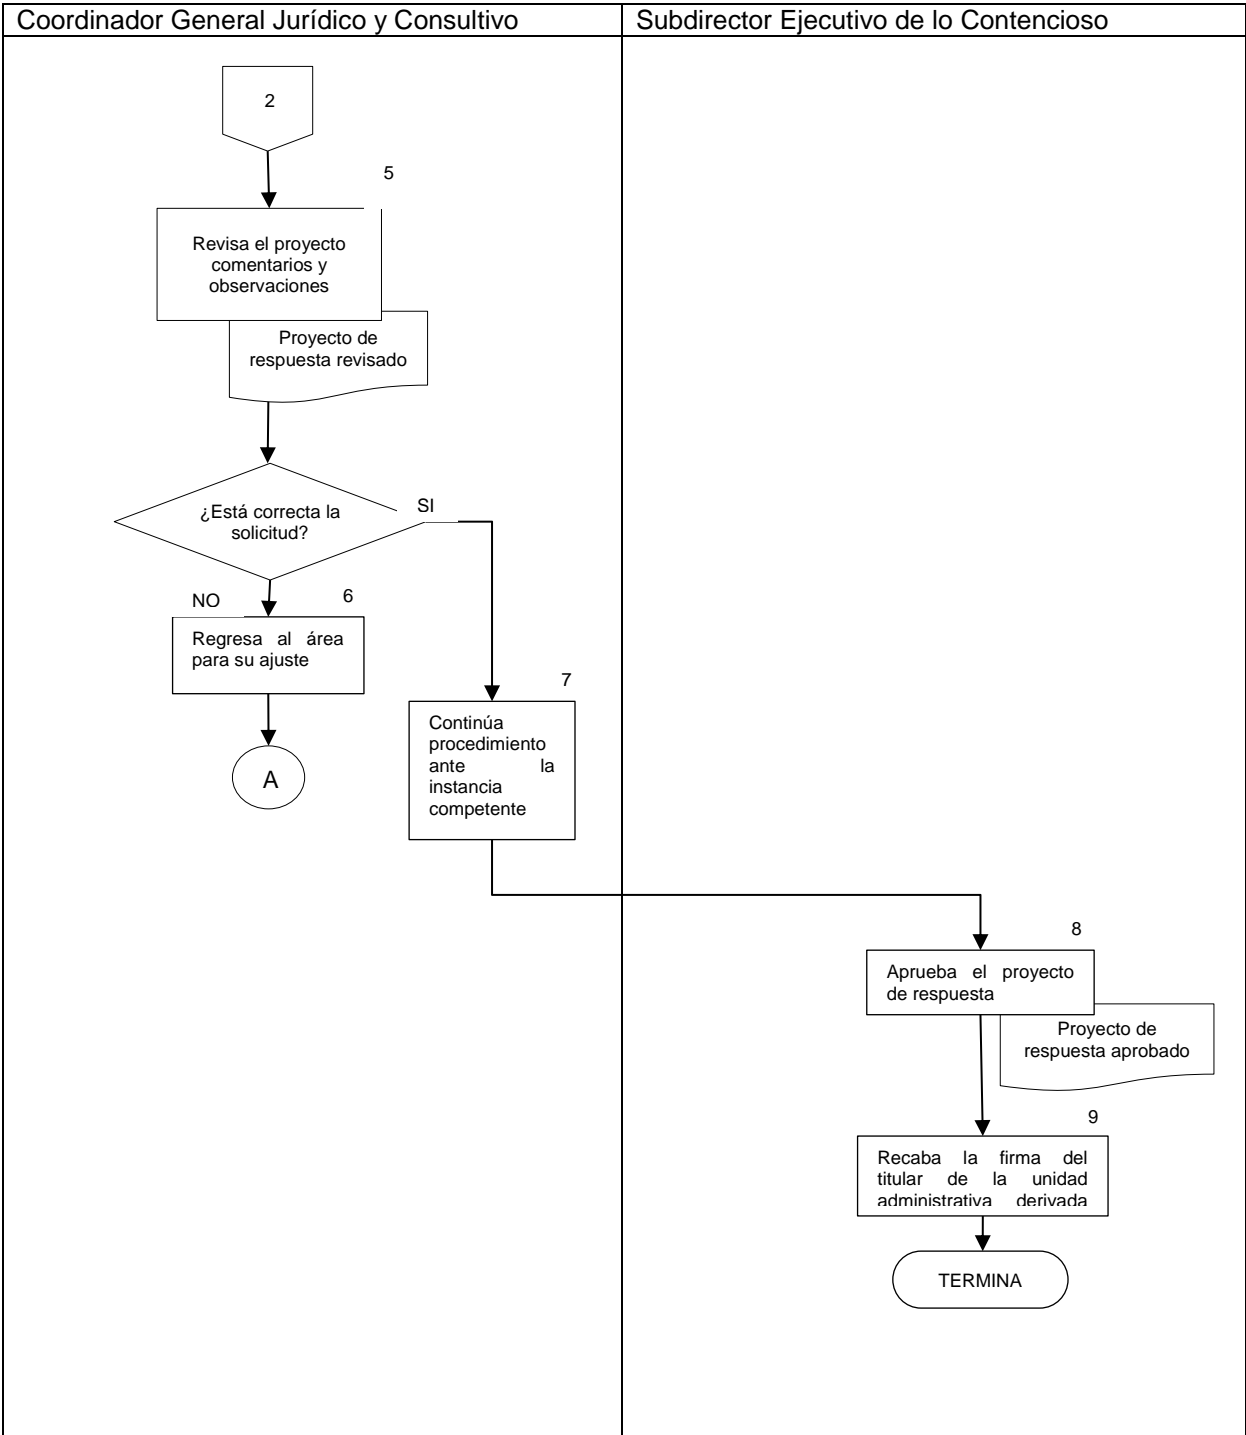 Coordinador General Jurídico y Consultivo
Subdirector Ejecutivo de lo Contencioso
2
5
Revisa el proyecto
comentarios y
observaciones
Proyecto de
respuesta revisado
¿Está correcta la
solicitud?
SI
NO
6
Regresa al área
para su ajuste
A
7
Continúa
procedimiento
ante la
instancia
competente
8
Aprueba el proyecto
de respuesta
Proyecto de
respuesta aprobado
9
Recaba la firma del
titular de la unidad
administrativa derivada
TERMINA